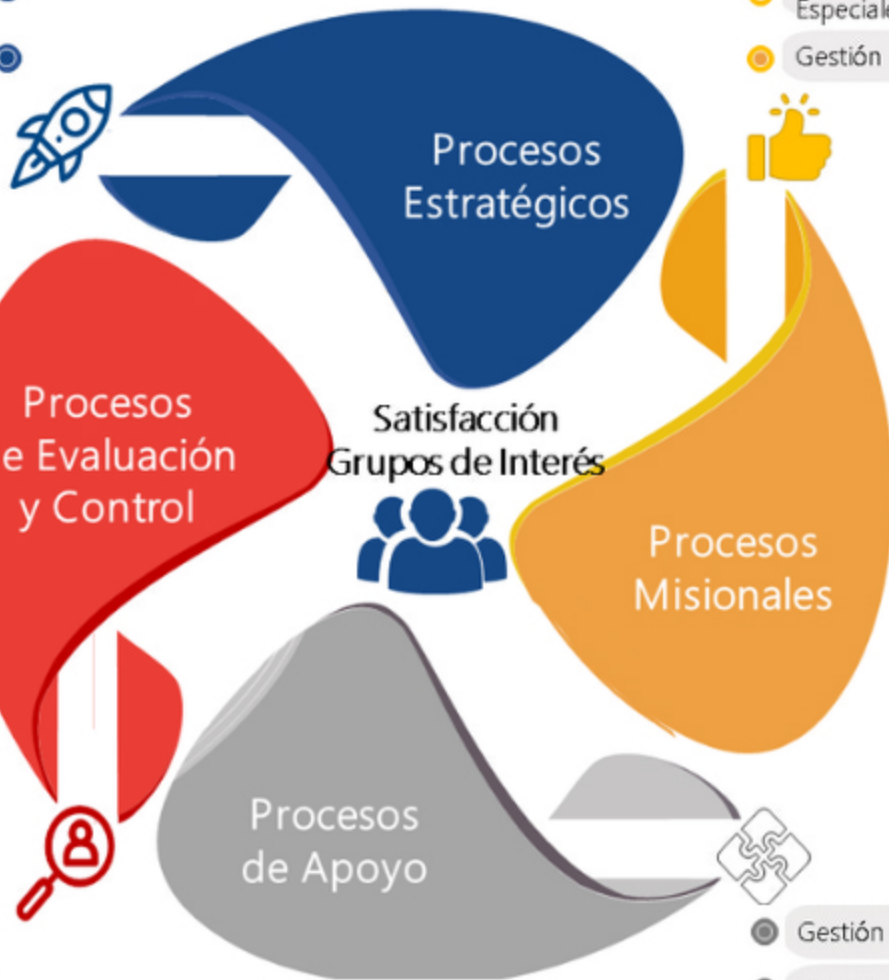 Especiale
Gestión
Procesos
Estratégicos
Procesos
e Evaluación
y Control
Satisfacción
Grupos de Interés
Procesos
Misionales
Procesos
de Apoyo
Gestión